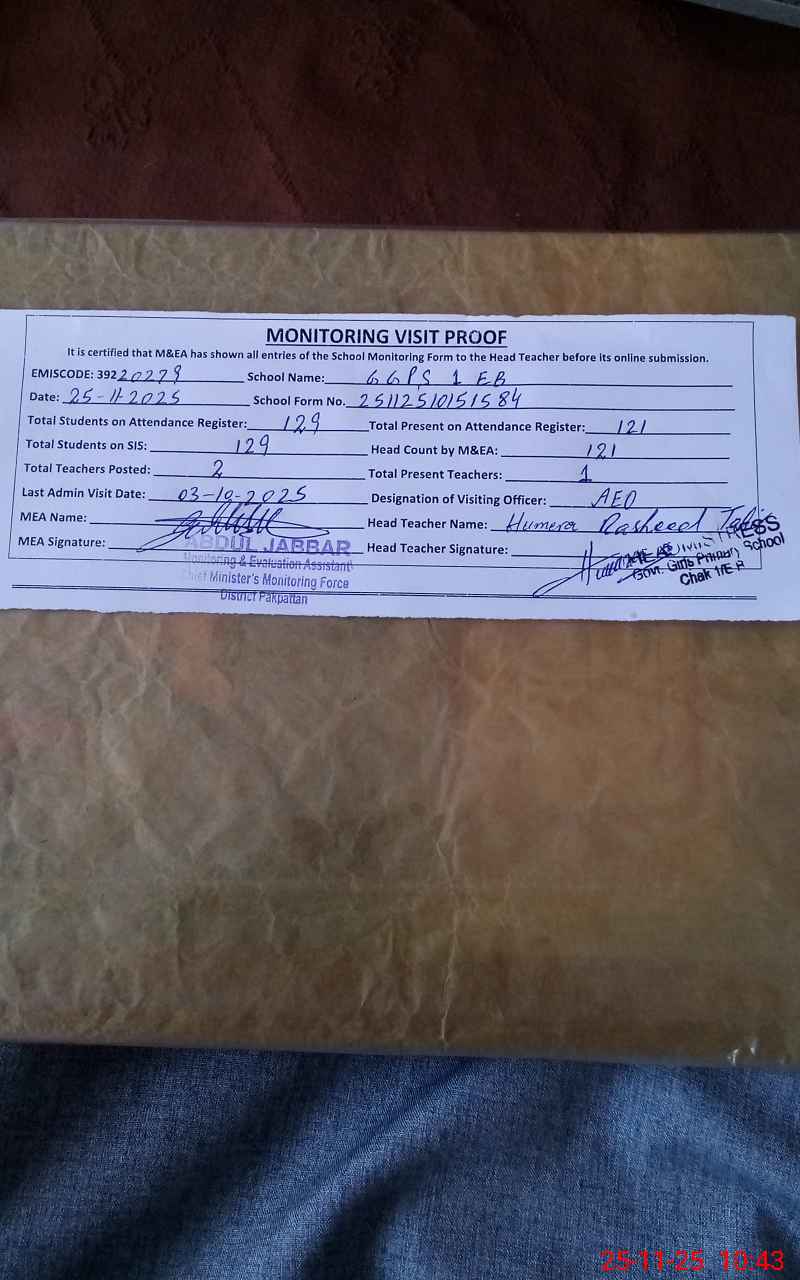 MONITORING VISIT PROOF
It is certified that M&EA has shown all entries of the School Monitoring Form to the Head Teacher before its online submission.
EMISCODE: 39220279 School Name: GGPS 1 EB
Date: 25-11-2025 School Form No. 25112510151584
Total Students on Attendance Register: 129 Total Present on Attendance Register: 121
Total Students on SIS: 129 Head Count by M&EA: 121
Total Teachers Posted: 2 Total Present Teachers: 1
Last Admin Visit Date: 03-10-2025 Designation of Visiting Officer: AEO
MEA Name: Head Teacher Name: Humera Rasheed
MEA Signature: Head Teacher Signature:
ABDUL JABBAR
Monitoring & Evaluation Assistant
Chief Minister's Monitoring Force
District Pakpattan
Govt. Girls Primary School
Chak 1/E B
25-11-25 10:43